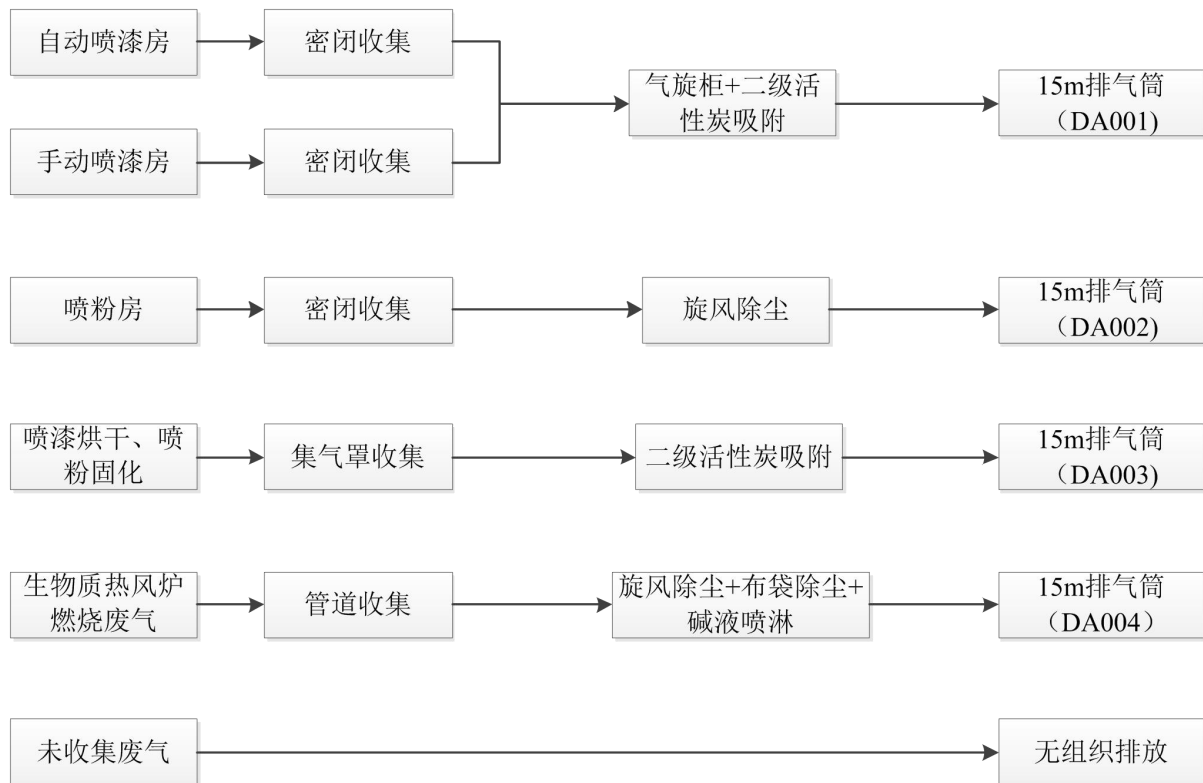 自动喷漆房
密闭收集
手动喷漆房
密闭收集
气旋柜+二级活
性炭吸附
15m排气筒
（DA001)
喷粉房
密闭收集
旋风除尘
15m排气筒
（DA002)
喷漆烘干、喷
粉固化
集气罩收集
二级活性炭吸附
15m排气筒
（DA003)
生物质热风炉
燃烧废气
管道收集
旋风除尘+布袋除尘+
碱液喷淋
15m排气筒
（DA004）
未收集废气
无组织排放